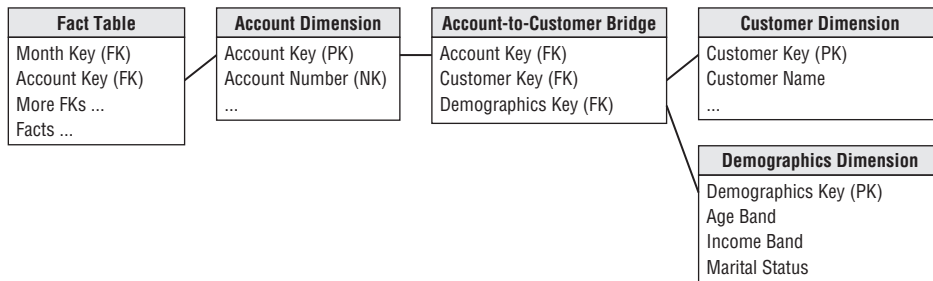 Fact Table
Month Key (FK)
Account Key (FK)
More FKs ...
Facts ...
Account Dimension
Account Key (PK)
Account Number (NK)
...
Account-to-Customer Bridge
Account Key (FK)
Customer Key (FK)
Demographics Key (FK)
Customer Dimension
Customer Key (PK)
Customer Name
...
Demographics Dimension
Demographics Key (PK)
Age Band
Income Band
Marital Status